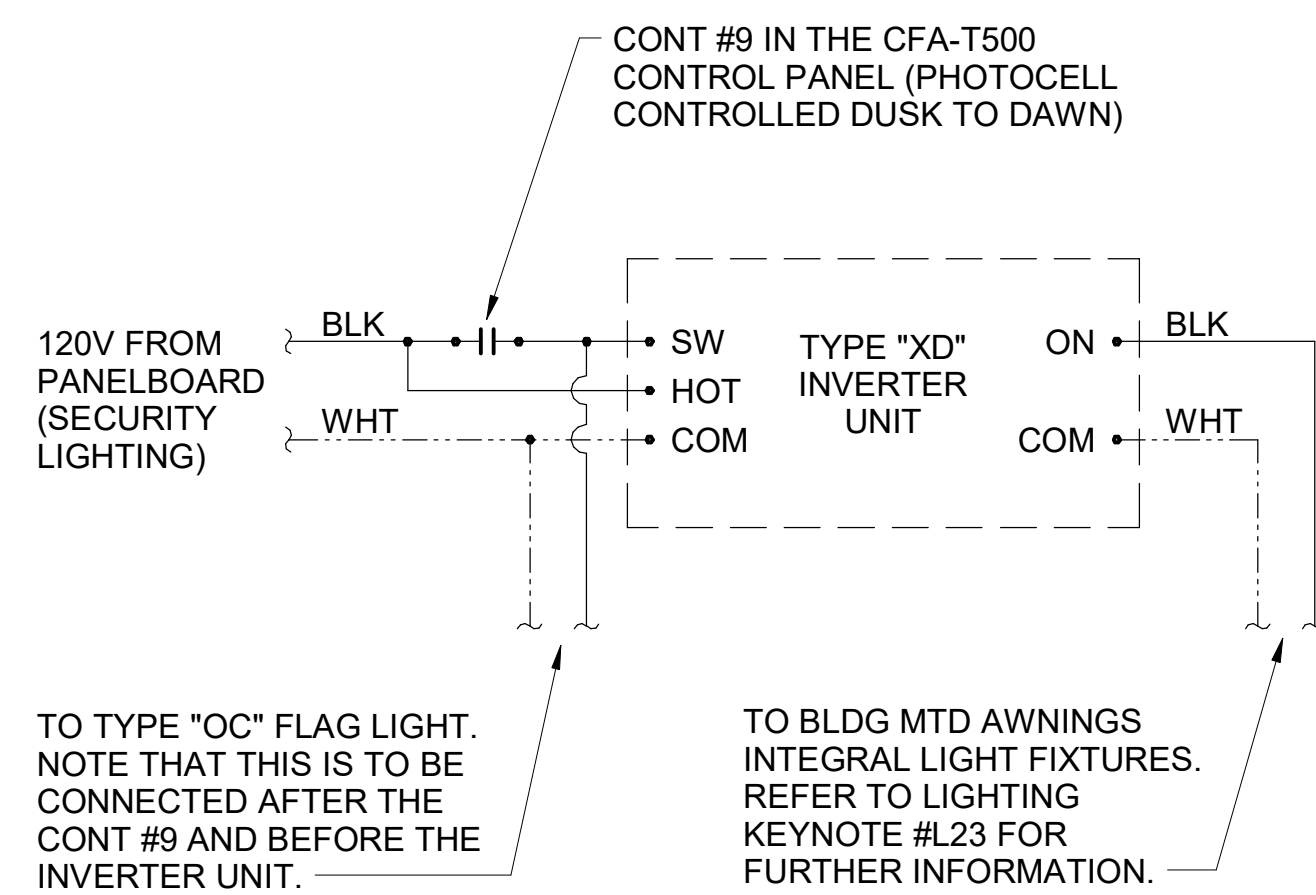 CONT #9 IN THE CFA-T500
CONTROL PANEL (PHOTOCELL
CONTROLLED DUSK TO DAWN)
120V FROM
PANELBOARD
(SECURITY
LIGHTING)
BLK
WHT
SW
HOT
COM
TYPE "XD"
INVERTER
UNIT
ON
COM
BLK
WHT
TO TYPE "OC" FLAG LIGHT.
NOTE THAT THIS IS TO BE
CONNECTED AFTER THE
CONT #9 AND BEFORE THE
INVERTER UNIT.
TO BLDG MTD AWNINGS
INTEGRAL LIGHT FIXTURES.
REFER TO LIGHTING
KEYNOTE #L23 FOR
FURTHER INFORMATION.